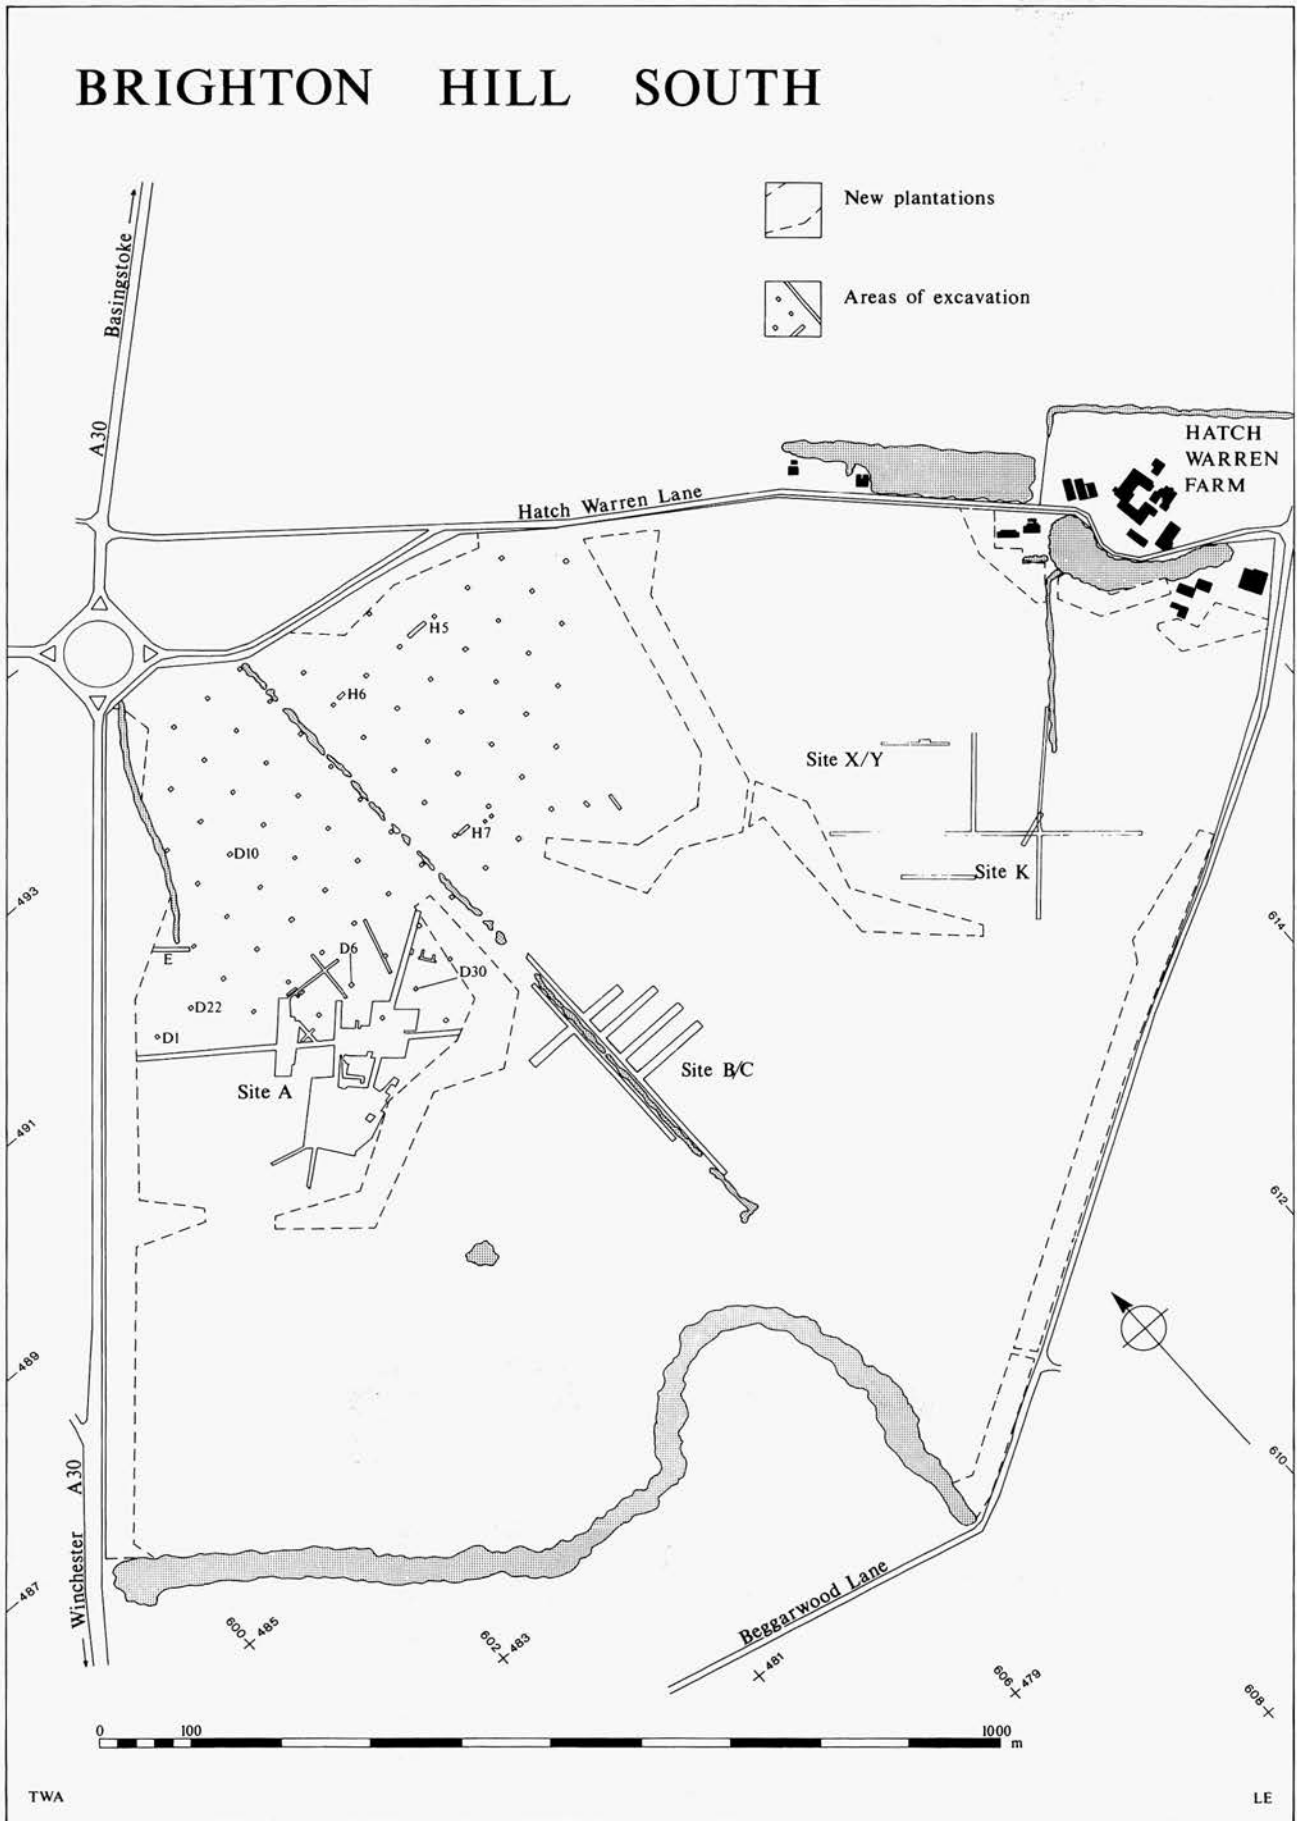 BRIGHTON HILL SOUTH
New plantations
Areas of excavation
Basingstoke
A30
HATCH
WARREN
FARM
Hatch Warren Lane
H5
H6
Site X/Y
H7
D10
Site K
493
614
E
D6
D30
D22
D1
Site B/C
Site A
491
612
489
610
A30
Winchester
487
Beggarwood Lane
600
485
602
483
481
606
479
608
0
100
1000
m
TWA
LE